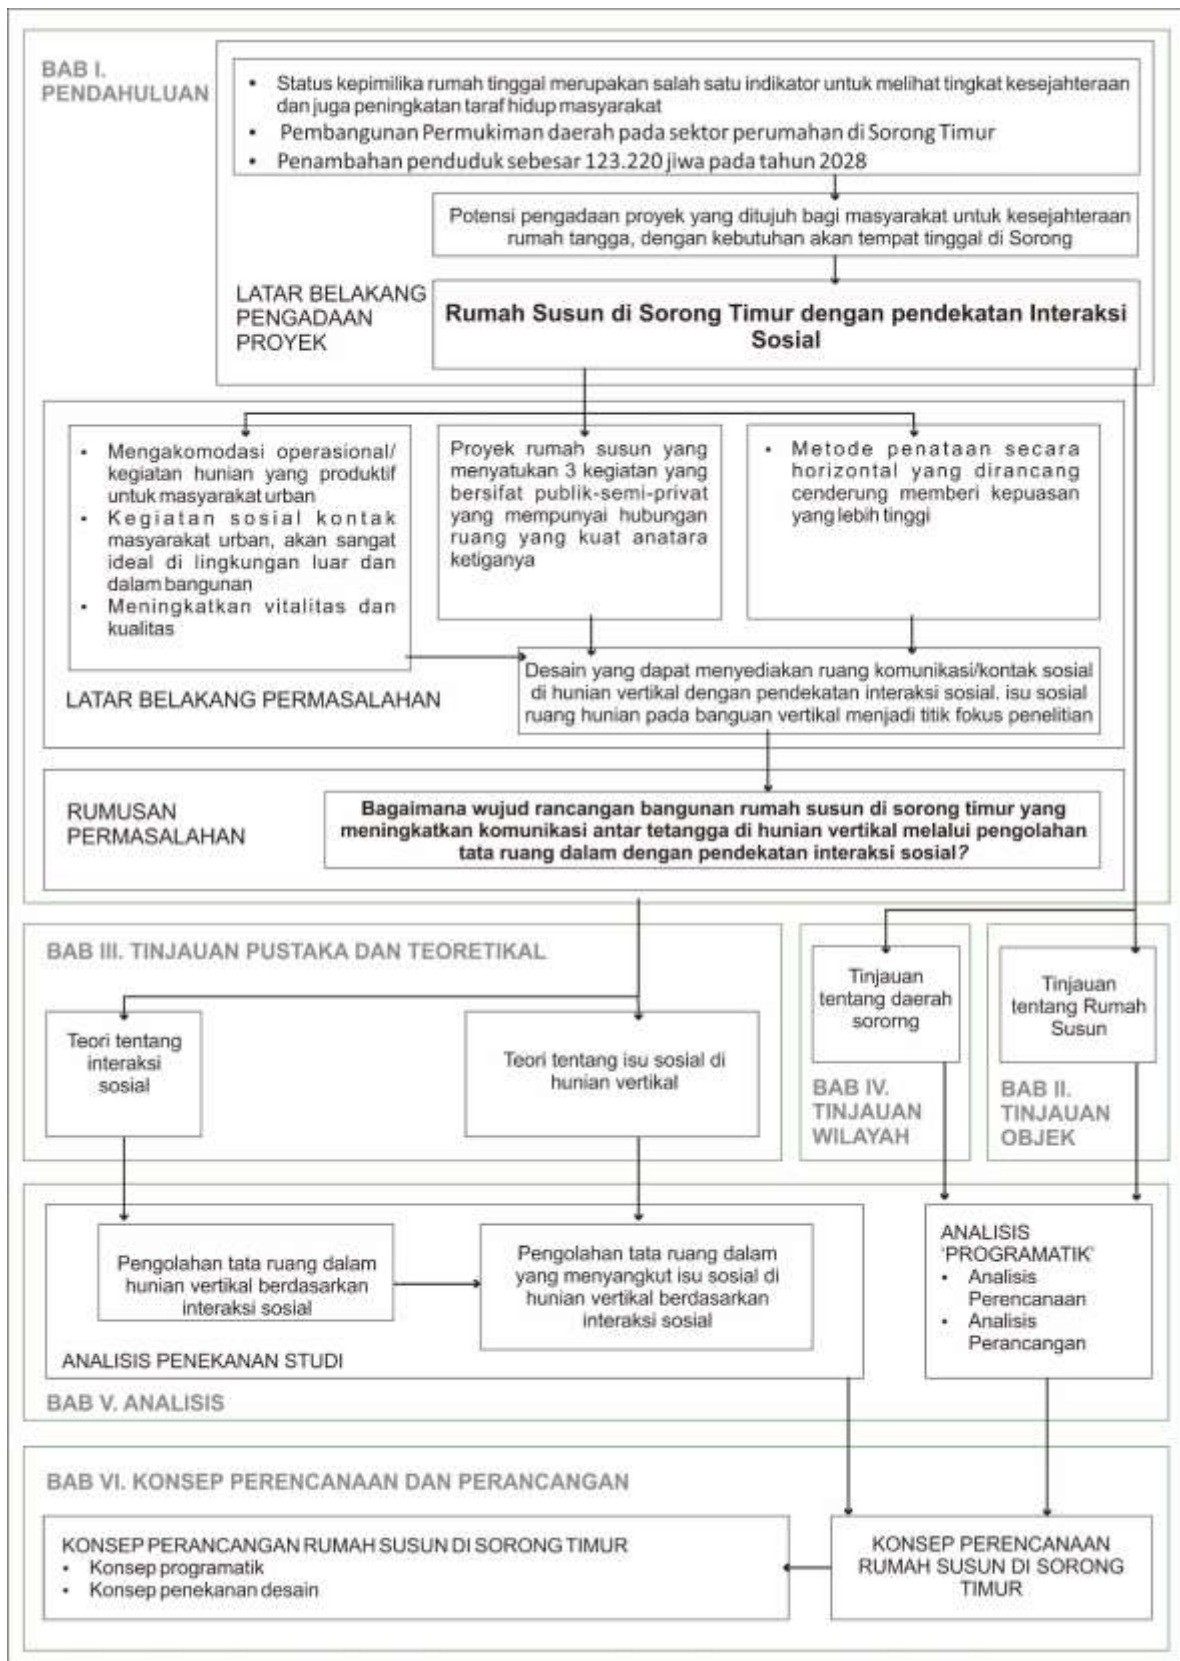 BAB I.
PENDAHULUAN
• Status kepimilika rumah tinggal merupakan salah satu indikator untuk melihat tingkat kesejahteraan
dan juga peningkatan taraf hidup masyarakat
• Pembangunan Permukiman daerah pada sektor perumahan di Sorong Timur
• Penambahan penduduk sebesar 123.220 jiwa pada tahun 2028
Potensi pengadaan proyek yang ditujuh bagi masyarakat untuk kesejahteraan
rumah tangga, dengan kebutuhan akan tempat tinggal di Sorong
LATAR BELAKANG
PENGADAAN
PROYEK
Rumah Susun di Sorong Timur dengan pendekatan Interaksi
Sosial
• Mengakomodasi operasional/
kegiatan hunian yang produktif
untuk masyarakat urban
• Kegiatan sosial kontak
masyarakat urban, akan sangat
ideal di lingkungan luar dan
dalam bangunan
• Meningkatkan vitalitas dan
kualitas
Proyek rumah susun yang
menyatukan 3 kegiatan yang
bersifat publik-semi-privat
yang mempunyai hubungan
ruang yang kuat anatara
ketiganya
• Metode penataan secara
horizontal yang dirancang
cenderung memberi kepuasan
yang lebih tinggi
LATAR BELAKANG PERMASALAHAN
Desain yang dapat menyediakan ruang komunikasi/kontak sosial
di hunian vertikal dengan pendekatan interaksi sosial. isu sosial
ruang hunian pada banguan vertikal menjadi titik fokus penelitian
RUMUSAN
PERMASALAHAN
Bagaimana wujud rancangan bangunan rumah susun di sorong timur yang
meningkatkan komunikasi antar tetangga di hunian vertikal melalui pengolahan
tata ruang dalam dengan pendekatan interaksi sosial?
BAB III. TINJAUAN PUSTAKA DAN TEORETIKAL
Teori tentang
interaksi
sosial
Teori tentang isu sosial di
hunian vertikal
Tinjauan
tentang daerah
sororng
BAB IV.
TINJAUAN
WILAYAH
Tinjauan
tentang Rumah
Susun
BAB II.
TINJAUAN
OBJEK
Pengolahan tata ruang dalam
hunian vertikal berdasarkan
interaksi sosial
Pengolahan tata ruang dalam
yang menyangkut isu sosial di
hunian vertikal berdasarkan
interaksi sosial
ANALISIS PENEKANAN STUDI
ANALISIS
'PROGRAMATIK'
• Analisis
Perencanaan
• Analisis
Perancangan
BAB V. ANALISIS
BAB VI. KONSEP PERENCANAAN DAN PERANCANGAN
KONSEP PERANCANGAN RUMAH SUSUN DI SORONG TIMUR
• Konsep programatik
• Konsep penekanan desain
KONSEP PERENCANAAN
RUMAH SUSUN DI SORONG
TIMUR